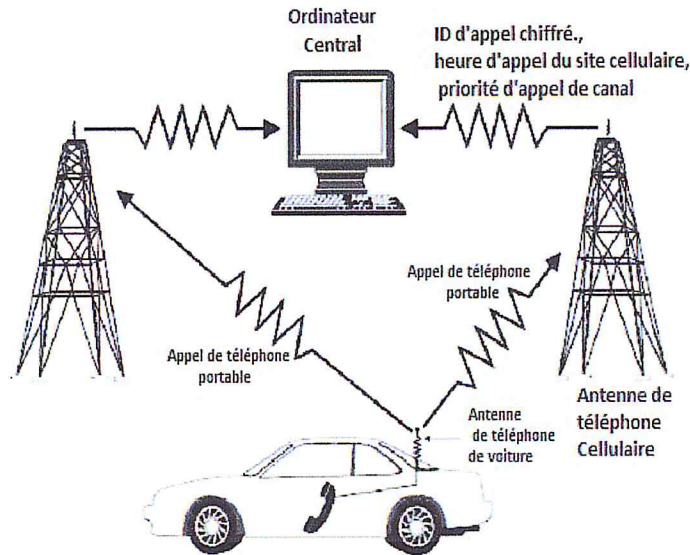 Ordinateur
Central
ID d'appel chiffré.,
heure d'appel du site cellulaire,
priorité d'appel de canal
Appel de téléphone
portable
Appel de téléphone
portable
Antenne
de téléphone
de voiture
Antenne de
téléphone
Cellulaire